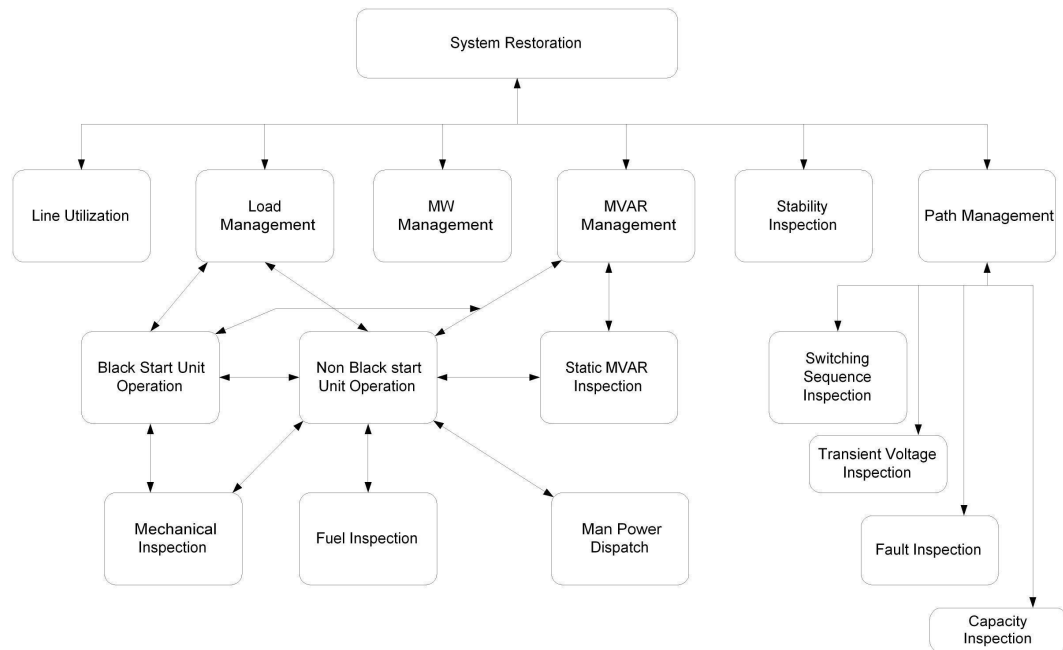 System Restoration
Line Utilization
Load
Management
MW
Management
MVAR
Management
Stability
Inspection
Path Management
Black Start Unit
Operation
Non Black start
Unit Operation
Static MVAR
Inspection
Switching
Sequence
Inspection
Transient Voltage
Inspection
Mechanical
Inspection
Fuel Inspection
Man Power
Dispatch
Fault Inspection
Capacity
Inspection